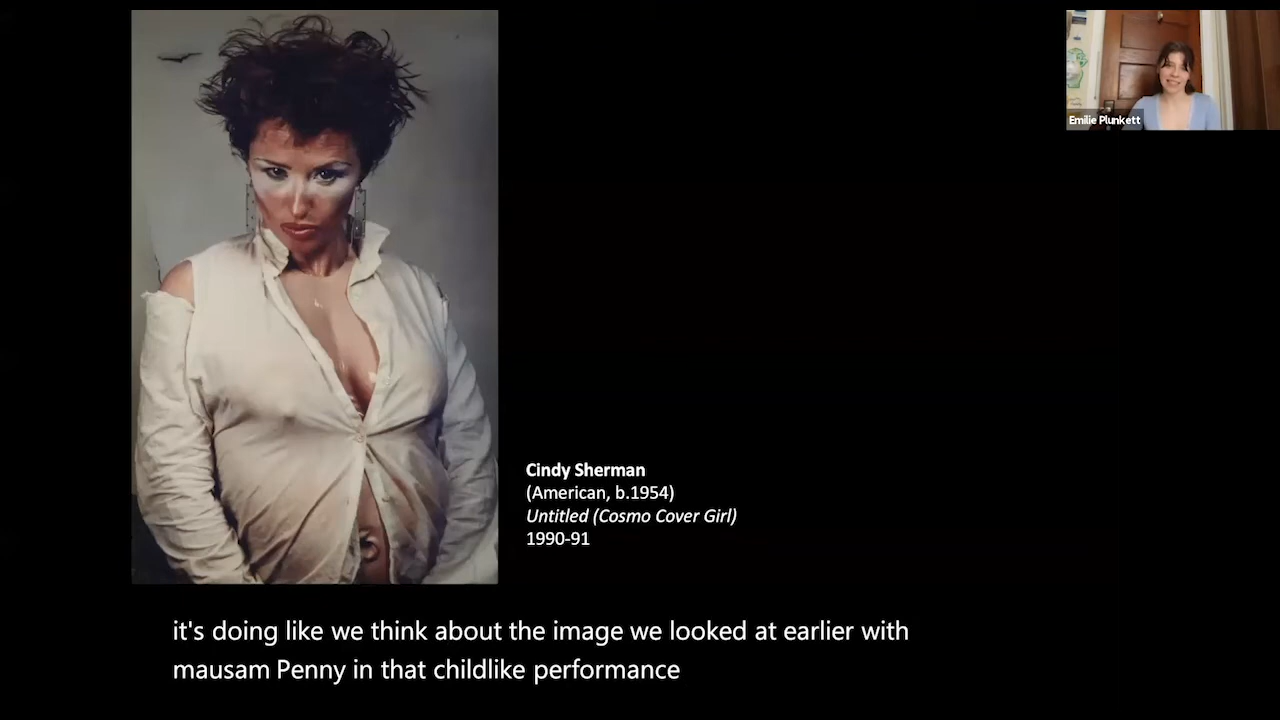 Emilie Plunkett
Cindy Sherman
(American, b.1954)
Untitled (Cosmo Cover Girl)
1990-91
it's doing like we think about the image we looked at earlier with
mausam Penny in that childlike performance